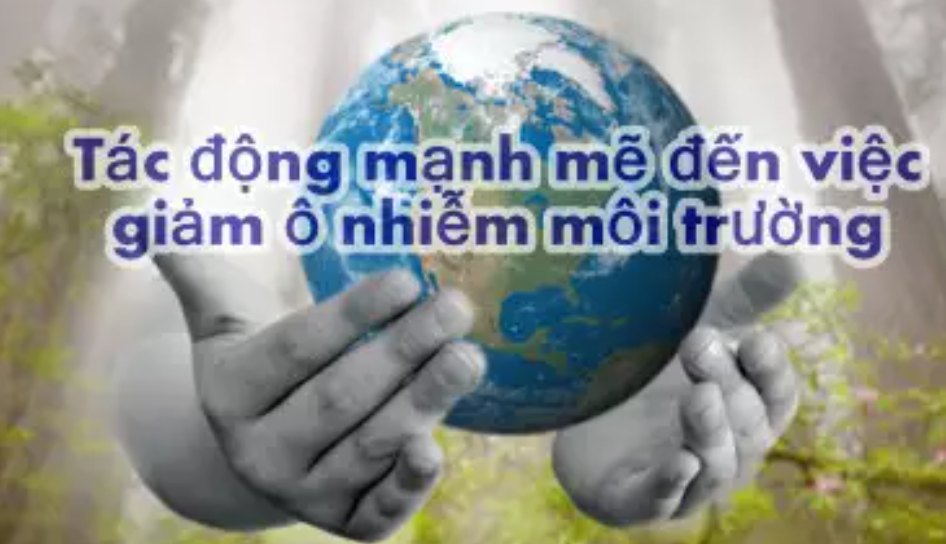 Tác động mạnh mẽ đến việc
giảm ô nhiễm môi trường